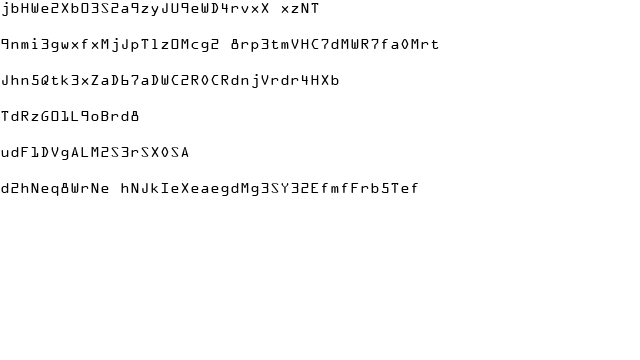 jbHWe2XbO3S2a9zyJU9eWD4rvxX xzNT
9nmi3gwxfxMjJpT1zOMcg2 8rp3tmVHC7dMWR7fa0Mrt
Jhn5Qtk3xZaD67aDWC2R0CRdnjVrdr4HXb
TdRzGO1L9oBrd8
udF1DVgALM2S3rSX0SA
d2hNeq8WrNe hNJkIeXeaegdMg3SY32EfmfFrb5Tef